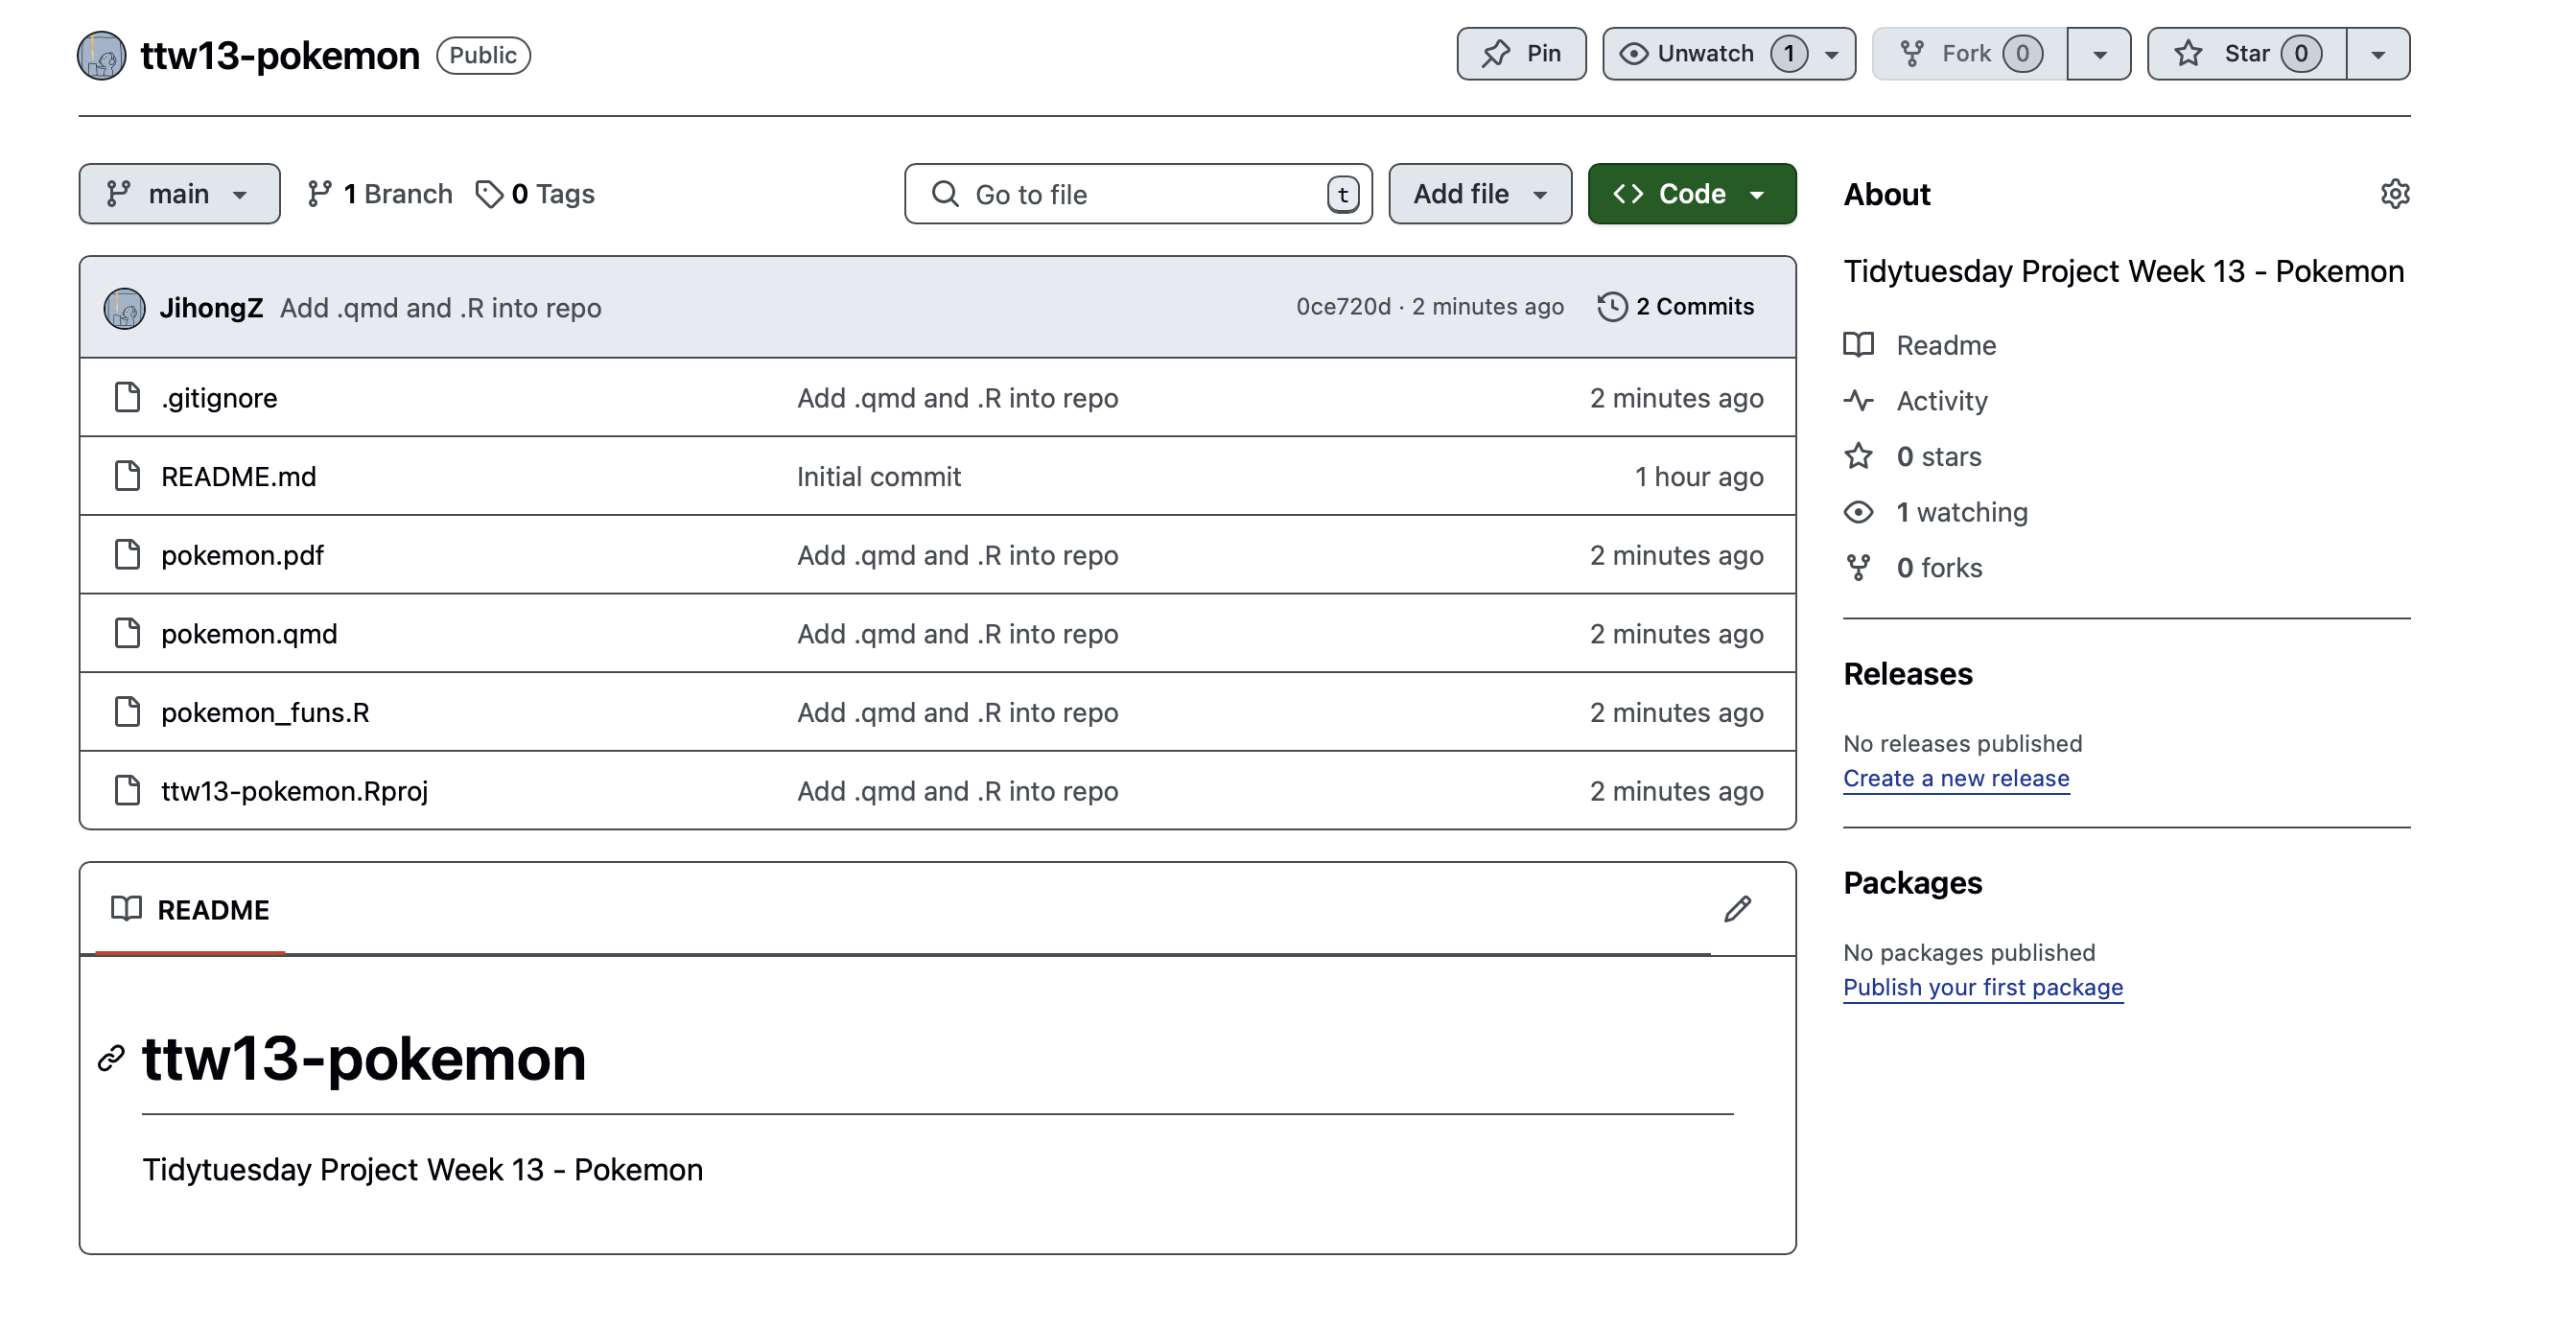 ttw13-pokemon Public Pin Unwatch 1 Fork 0 Star 0
main 1 Branch 0 Tags Go to file t Add file Code
JihongZ Add .qmd and .R into repo 0ce720d · 2 minutes ago 2 Commits
.gitignore Add .qmd and .R into repo 2 minutes ago
README.md Initial commit 1 hour ago
pokemon.pdf Add .qmd and .R into repo 2 minutes ago
pokemon.qmd Add .qmd and .R into repo 2 minutes ago
pokemon_funs.R Add .qmd and .R into repo 2 minutes ago
ttw13-pokemon.Rproj Add .qmd and .R into repo 2 minutes ago
README
ttw13-pokemon
Tidytuesday Project Week 13 - Pokemon
About
Tidytuesday Project Week 13 - Pokemon
Readme
Activity
0 stars
1 watching
0 forks
Releases
No releases published
Create a new release
Packages
No packages published
Publish your first package